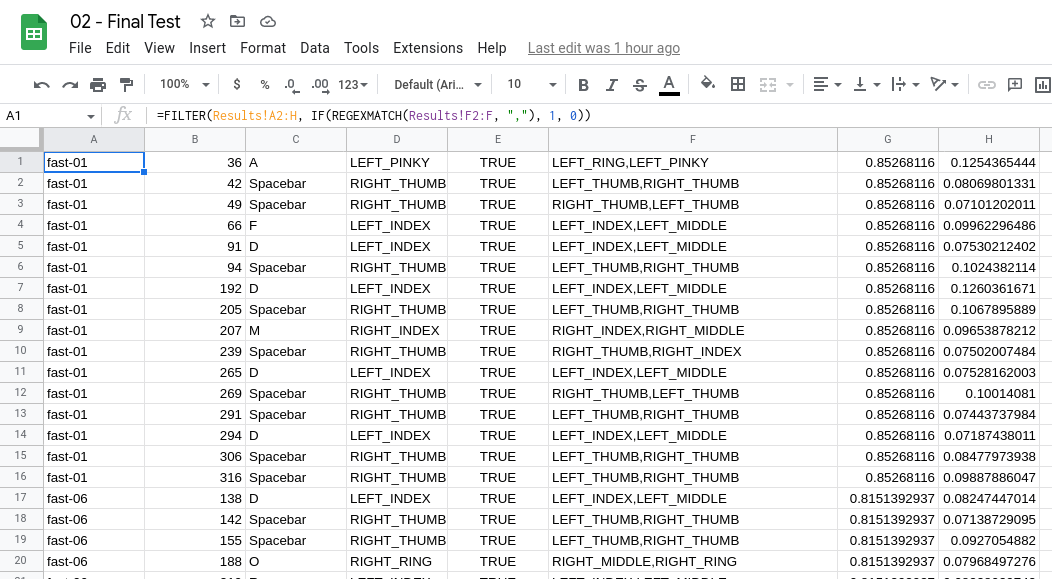 02 - Final Test
File Edit View Insert Format Data Tools Extensions Help Last edit was 1 hour ago
100% $ % .0 .00 123 Default (Ari... 10 B I S A
A1 fx =FILTER(Results!A2:H, IF(REGEXMATCH(Results!F2:F, ","), 1, 0))
A B C D E F G H
1 fast-01 36 A LEFT_PINKY TRUE LEFT_RING,LEFT_PINKY 0.85268116 0.1254365444
2 fast-01 42 Spacebar RIGHT_THUMB TRUE LEFT_THUMB,RIGHT_THUMB 0.85268116 0.08069801331
3 fast-01 49 Spacebar RIGHT_THUMB TRUE RIGHT_THUMB,LEFT_THUMB 0.85268116 0.07101202011
4 fast-01 66 F LEFT_INDEX TRUE LEFT_INDEX,LEFT_MIDDLE 0.85268116 0.09962296486
5 fast-01 91 D LEFT_INDEX TRUE LEFT_INDEX,LEFT_MIDDLE 0.85268116 0.07530212402
6 fast-01 94 Spacebar RIGHT_THUMB TRUE LEFT_THUMB,RIGHT_THUMB 0.85268116 0.1024382114
7 fast-01 192 D LEFT_INDEX TRUE LEFT_INDEX,LEFT_MIDDLE 0.85268116 0.1260361671
8 fast-01 205 Spacebar RIGHT_THUMB TRUE LEFT_THUMB,RIGHT_THUMB 0.85268116 0.1067895889
9 fast-01 207 M RIGHT_INDEX TRUE RIGHT_INDEX,RIGHT_MIDDLE 0.85268116 0.09653878212
10 fast-01 239 Spacebar RIGHT_THUMB TRUE RIGHT_THUMB,RIGHT_INDEX 0.85268116 0.07502007484
11 fast-01 265 D LEFT_INDEX TRUE LEFT_INDEX,LEFT_MIDDLE 0.85268116 0.07528162003
12 fast-01 269 Spacebar RIGHT_THUMB TRUE RIGHT_THUMB,LEFT_THUMB 0.85268116 0.10014081
13 fast-01 291 Spacebar RIGHT_THUMB TRUE LEFT_THUMB,RIGHT_THUMB 0.85268116 0.07443737984
14 fast-01 294 D LEFT_INDEX TRUE LEFT_INDEX,LEFT_MIDDLE 0.85268116 0.07187438011
15 fast-01 306 Spacebar RIGHT_THUMB TRUE LEFT_THUMB,RIGHT_THUMB 0.85268116 0.08477973938
16 fast-01 316 Spacebar RIGHT_THUMB TRUE LEFT_THUMB,RIGHT_THUMB 0.85268116 0.09887886047
17 fast-06 138 D LEFT_INDEX TRUE LEFT_INDEX,LEFT_MIDDLE 0.8151392937 0.08247447014
18 fast-06 142 Spacebar RIGHT_THUMB TRUE LEFT_THUMB,RIGHT_THUMB 0.8151392937 0.07138729095
19 fast-06 155 Spacebar RIGHT_THUMB TRUE LEFT_THUMB,RIGHT_THUMB 0.8151392937 0.0927054882
20 fast-06 188 O RIGHT_RING TRUE RIGHT_MIDDLE,RIGHT_RING 0.8151392937 0.07968497276